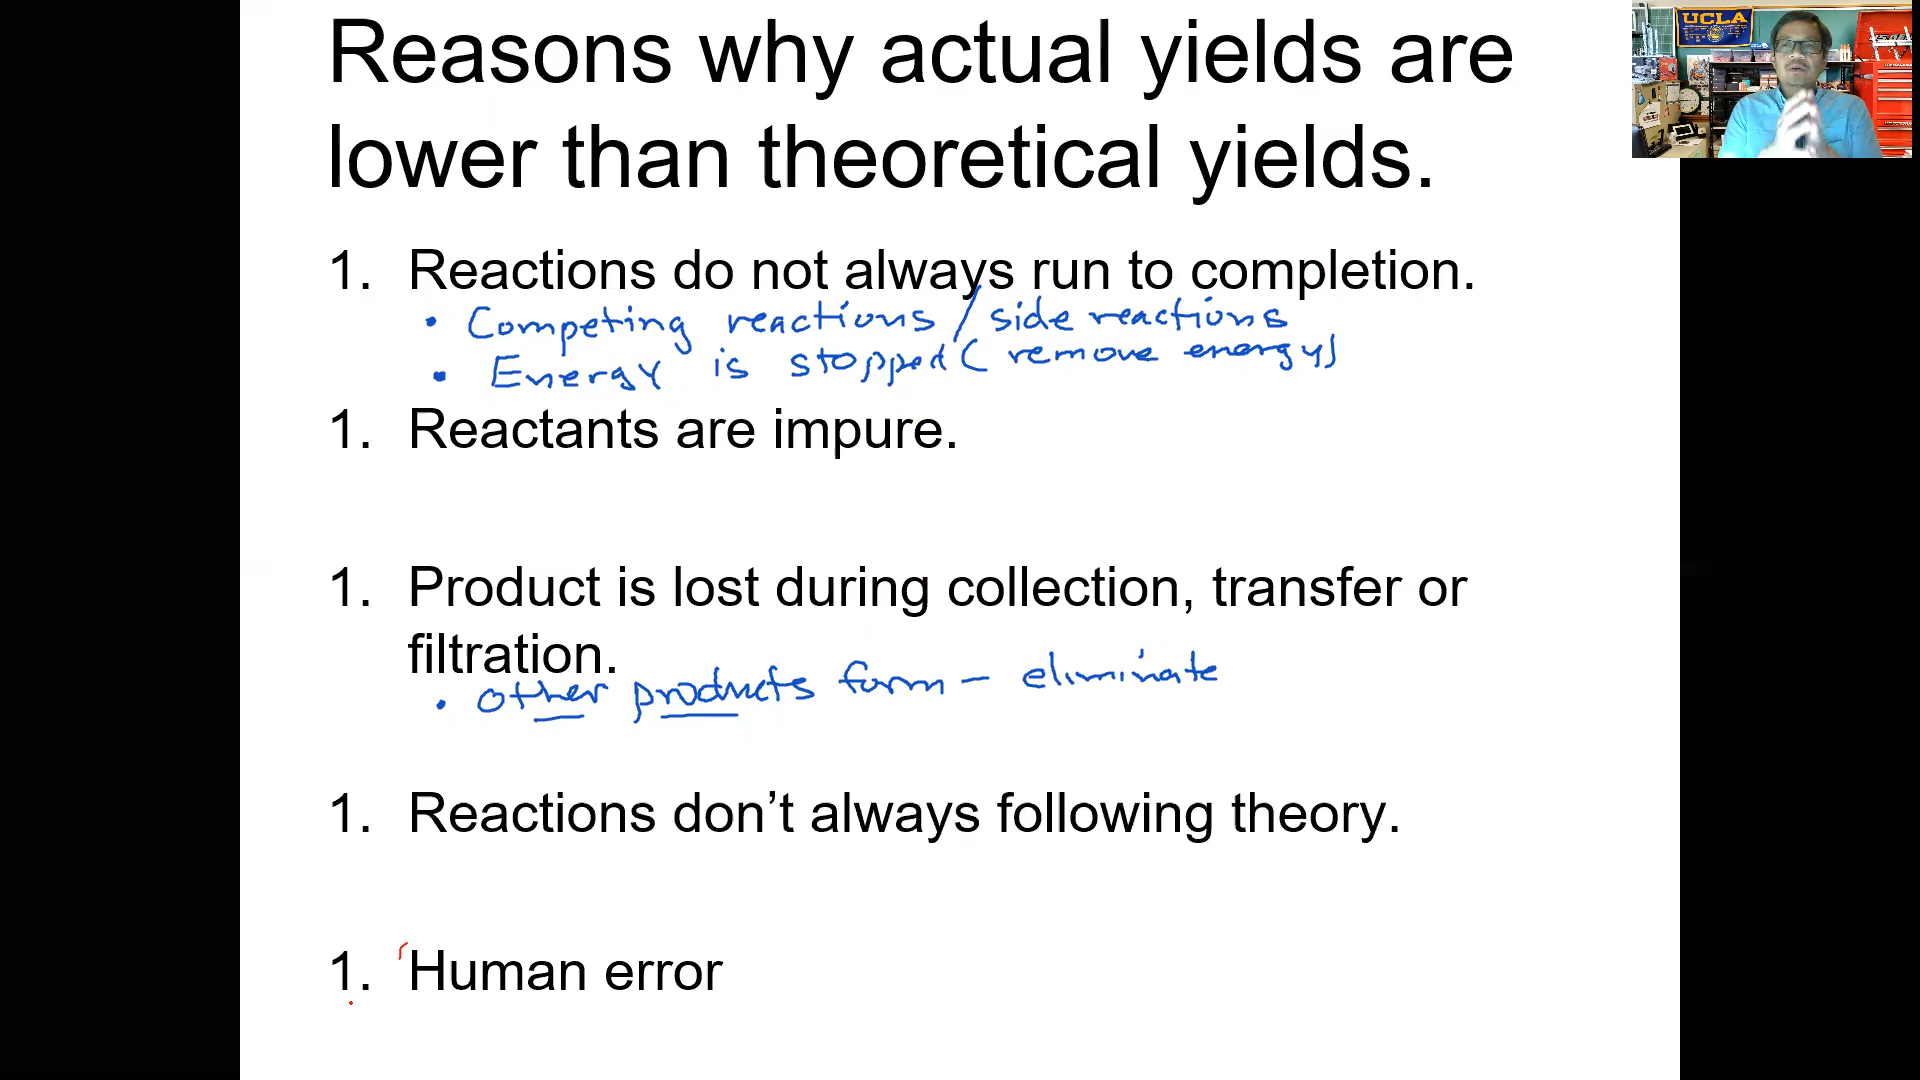 Reasons why actual yields are
lower than theoretical yields.
1. Reactions do not always run to completion.
• Competing reactions / side reactions
• Energy is stopped ( remove energy)
1. Reactants are impure.
1. Product is lost during collection, transfer or
filtration.
• other products form - eliminate
1. Reactions don’t always following theory.
1. Human error
UCLA